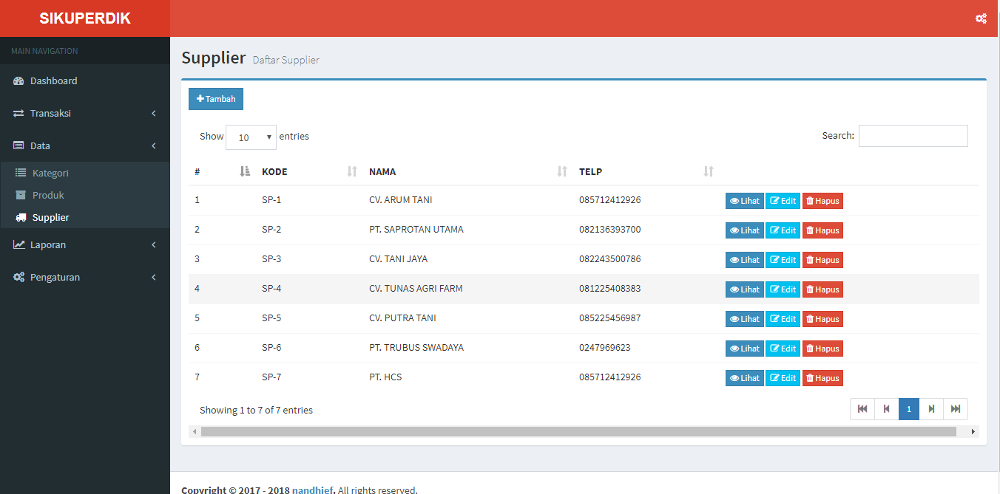 SIKUPERDIK
MAIN NAVIGATION
Dashboard
Transaksi
Data
Kategori
Produk
Supplier
Laporan
Pengaturan
Supplier Daftar Supplier
Tambah
Show 10 entries Search:
# KODE NAMA TELP
1 SP-1 CV. ARUM TANI 085712412926 Lihat Edit Hapus
2 SP-2 PT. SAPROTAN UTAMA 082136393700 Lihat Edit Hapus
3 SP-3 CV. TANI JAYA 082243500786 Lihat Edit Hapus
4 SP-4 CV. TUNAS AGRI FARM 081225408383 Lihat Edit Hapus
5 SP-5 CV. PUTRA TANI 085225456987 Lihat Edit Hapus
6 SP-6 PT. TRUBUS SWADAYA 0247969623 Lihat Edit Hapus
7 SP-7 PT. HCS 085712412926 Lihat Edit Hapus
Showing 1 to 7 of 7 entries 1
Copyright © 2017 - 2018 nandhief. All rights reserved.